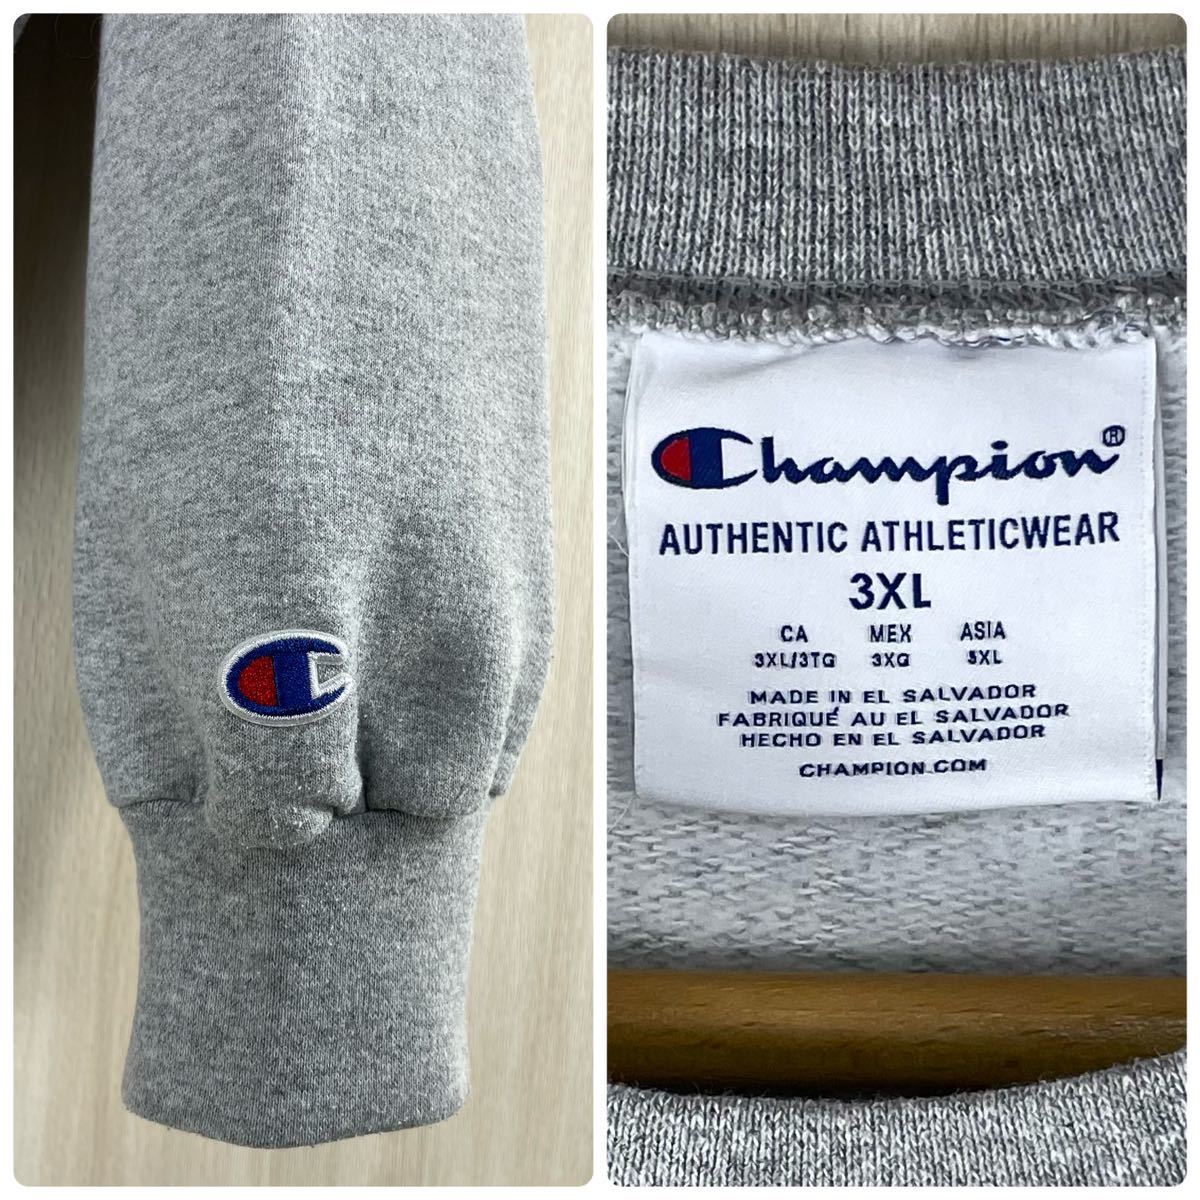 Champion®
AUTHENTIC ATHLETICWEAR
3XL
CA MEX ASIA
3XL/3TG 3XG 5XL
MADE IN EL SALVADOR
FABRIQUÉ AU EL SALVADOR
HECHO EN EL SALVADOR
CHAMPION.COM